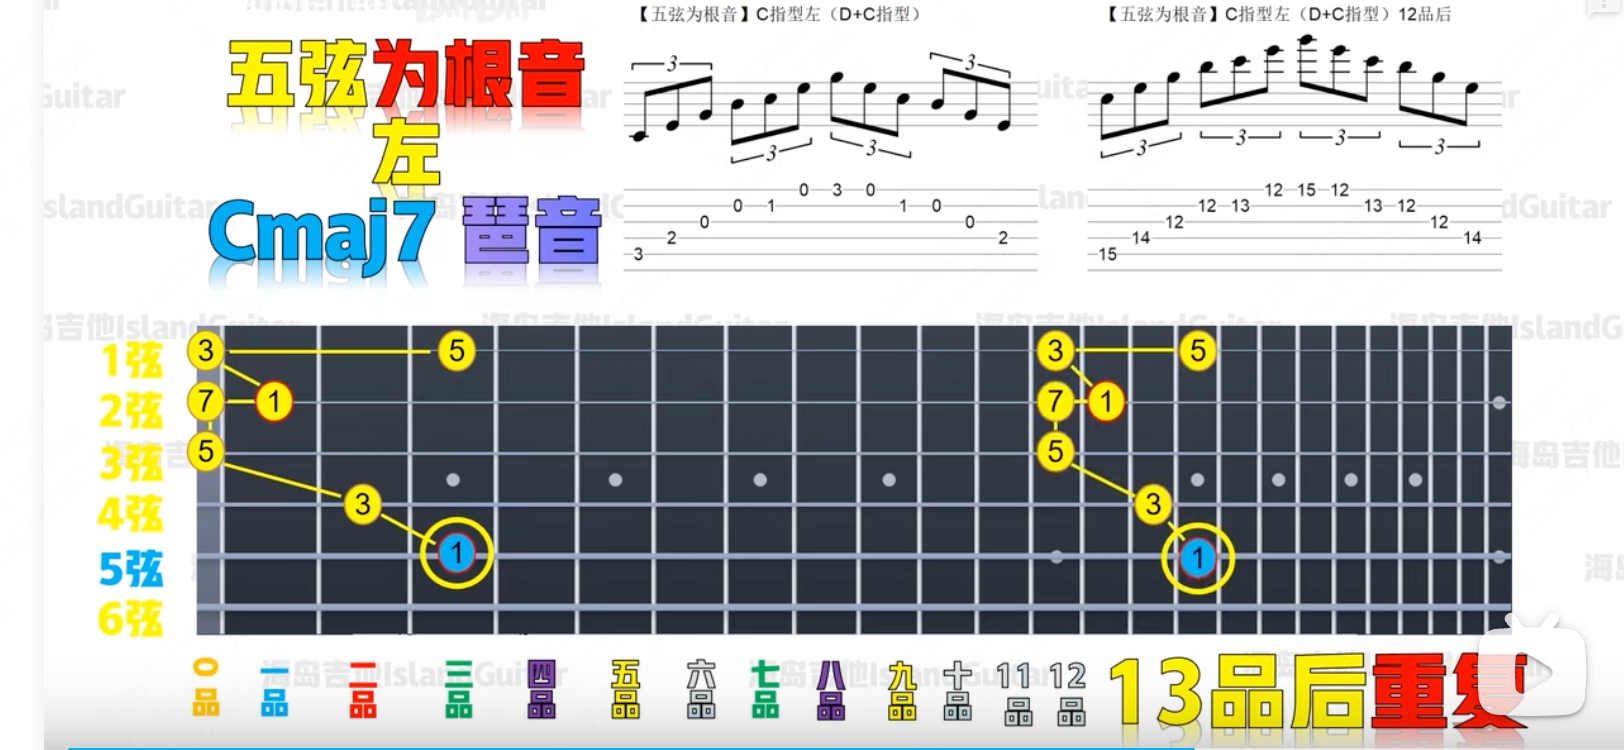 【五弦为根音】C指型左（D+C指型）
【五弦为根音】C指型左（D+C指型）12品后
五弦为根音
左
Cmaj7 琶音
3 3 3 3
3 3 3 3
0 3 0
0 1 1 0
0 0
2 2
3
12 15 12
12 13 13 12
12 12
14 14
15
海岛吉他IslandGuitar
1弦 3 5 3 5
2弦 7 1 7 1
3弦 5 5
4弦 3 3
5弦 1 1
6弦
0品 一品 二品 三品 四品 五品 六品 七品 八品 九品 十品 11品 12品
13品后重复